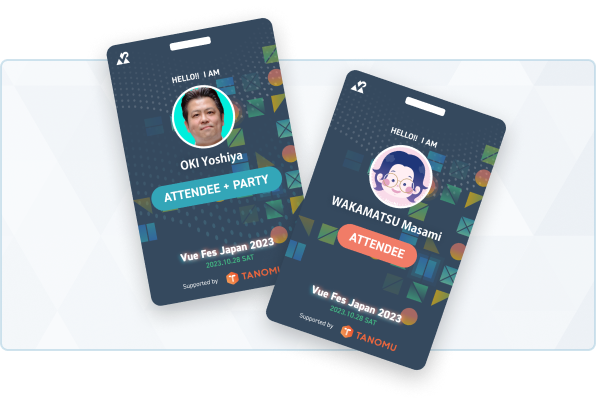 HELLO!! I AM
OKI Yoshiya
ATTENDEE + PARTY
Vue Fes Japan 2023
2023.10.28 SAT
Supported by TANOMU
HELLO!! I AM
WAKAMATSU Masami
ATTENDEE
Vue Fes Japan 2023
2023.10.28 SAT
Supported by TANOMU